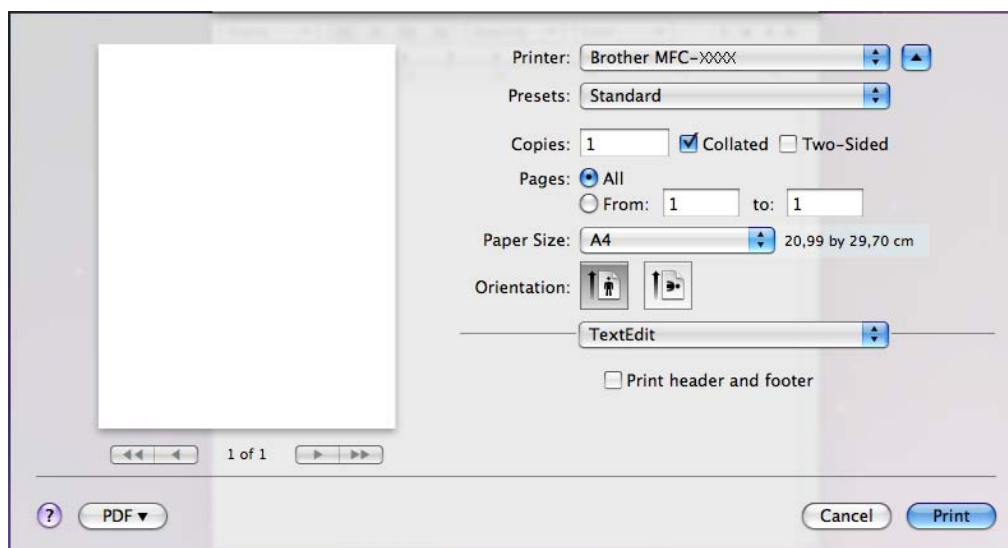 Printer: Brother MFC-XXXX
Presets: Standard
Copies: 1 Collated Two-Sided
Pages: All
From: 1 to: 1
Paper Size: A4 20,99 by 29,70 cm
Orientation:
TextEdit
Print header and footer
1 of 1
? PDF Cancel Print